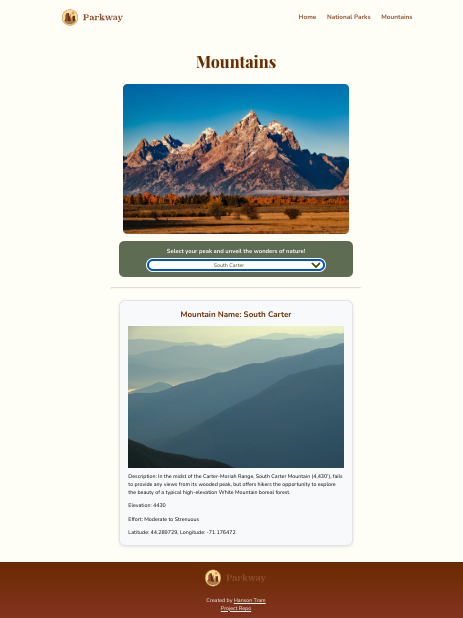 Parkway
Home National Parks Mountains
Mountains
Select your peak and unveil the wonders of nature!
South Carter
Mountain Name: South Carter
Description: In the midst of the Carter-Moriah Range, South Carter Mountain (4,430'), fails
to provide any views from its wooded peak, but offers hikers the opportunity to explore
the beauty of a typical high-elevation White Mountain boreal forest.
Elevation: 4430
Effort: Moderate to Strenuous
Latitude: 44.289729, Longitude: -71.176472
Parkway
Created by Hanson Tram
Project Repo